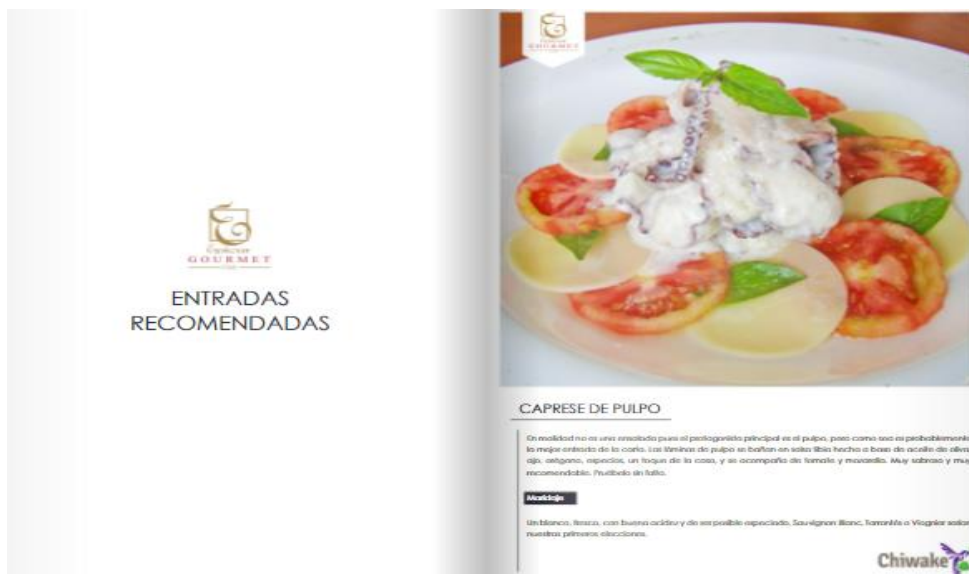 GOURMET
ENTRADAS
RECOMENDADAS
GOURMET
CAPRESE DE PULPO
En realidad no es una ensalada pues el protagonista principal es el pulpo, pero como sea es probablemente
la mejor entrada de la carta. Las láminas de pulpo se bañan en salsa tibia hecha a base de aceite de oliva,
ajo, orégano, especias, un toque de la casa, y se acompaña de tomate y mozarella. Muy sabroso y muy
recomendable. Pruébalo sin falta.
Maridaje
Un blanco, fresco, con buena acidez y de ser posible especiado. Sauvignon Blanc, Torrontés o Viognier serían
nuestras primeras elecciones.
Chiwake